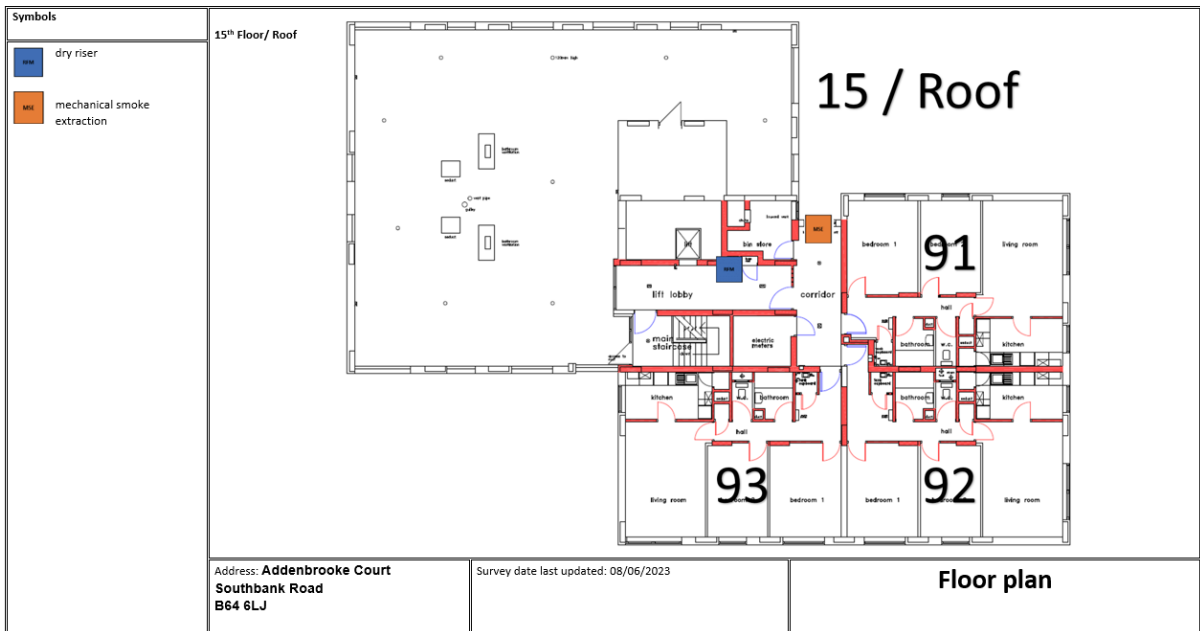 Symbols
dry riser
MSE
mechanical smoke
extraction
15th Floor/ Roof
15 / Roof
bin store
MSE
lift lobby
corridor
main
staircase
electric
meters
bedroom 1
91
living room
hall
bathroom
w.c.
kitchen
kitchen
w.c.
bathroom
hall
living room
93
bedroom 1
bathroom
kitchen
hall
bedroom 1
92
living room
Address: Addenbrooke Court
Southbank Road
B64 6LJ
Survey date last updated: 08/06/2023
Floor plan